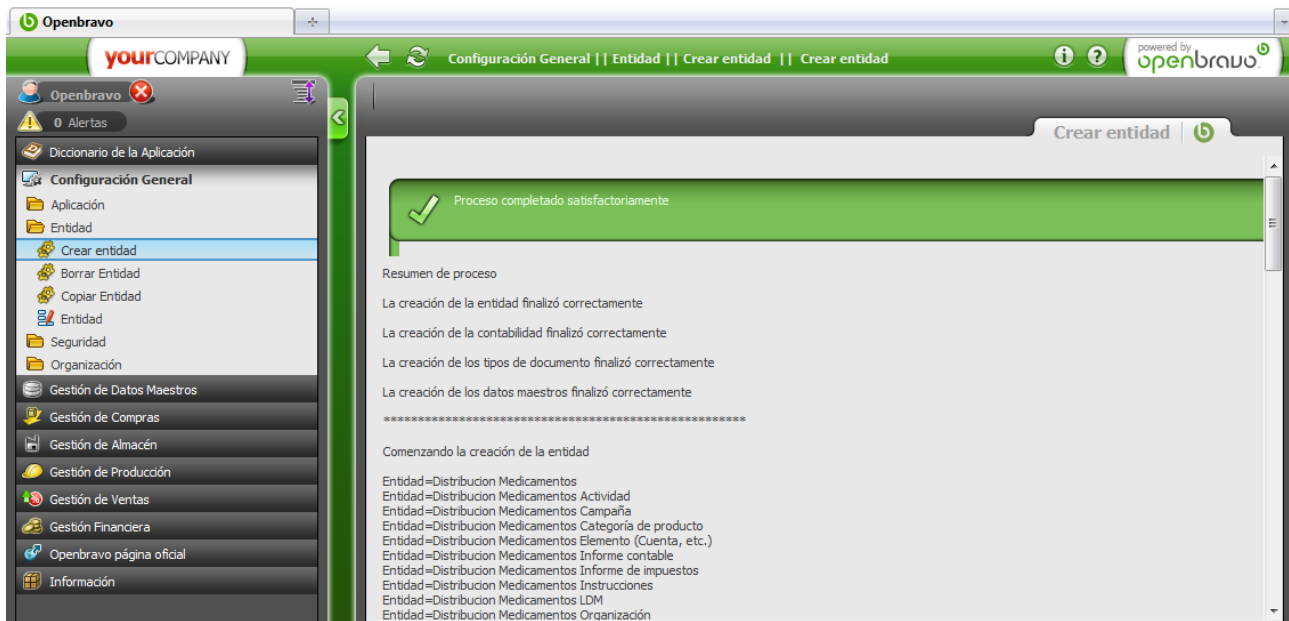 Openbravo
yourCOMPANY
Configuración General || Entidad || Crear entidad || Crear entidad
powered by
openbravo
Openbravo
0 Alertas
Crear entidad
Diccionario de la Aplicación
Configuración General
Aplicación
Entidad
Crear entidad
Borrar Entidad
Copiar Entidad
Entidad
Seguridad
Organización
Gestión de Datos Maestros
Gestión de Compras
Gestión de Almacén
Gestión de Producción
Gestión de Ventas
Gestión Financiera
Openbravo página oficial
Información
Proceso completado satisfactoriamente
Resumen de proceso
La creación de la entidad finalizó correctamente
La creación de la contabilidad finalizó correctamente
La creación de los tipos de documento finalizó correctamente
La creación de los datos maestros finalizó correctamente
*****************************************************
Comenzando la creación de la entidad
Entidad=Distribucion Medicamentos
Entidad=Distribucion Medicamentos Actividad
Entidad=Distribucion Medicamentos Campaña
Entidad=Distribucion Medicamentos Categoría de producto
Entidad=Distribucion Medicamentos Elemento (Cuenta, etc.)
Entidad=Distribucion Medicamentos Informe contable
Entidad=Distribucion Medicamentos Informe de impuestos
Entidad=Distribucion Medicamentos Instrucciones
Entidad=Distribucion Medicamentos LDM
Entidad=Distribucion Medicamentos Organización